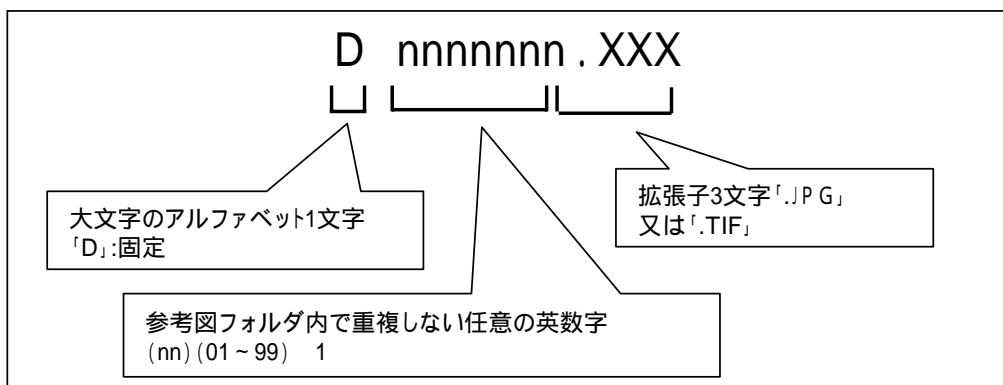 D nnnnnnn.XXX
大文字のアルファベット1文字
「D」:固定
拡張子3文字「.JPG」
又は「.TIF」
参考図フォルダ内で重複しない任意の英数字
(nn)(01~99) 1